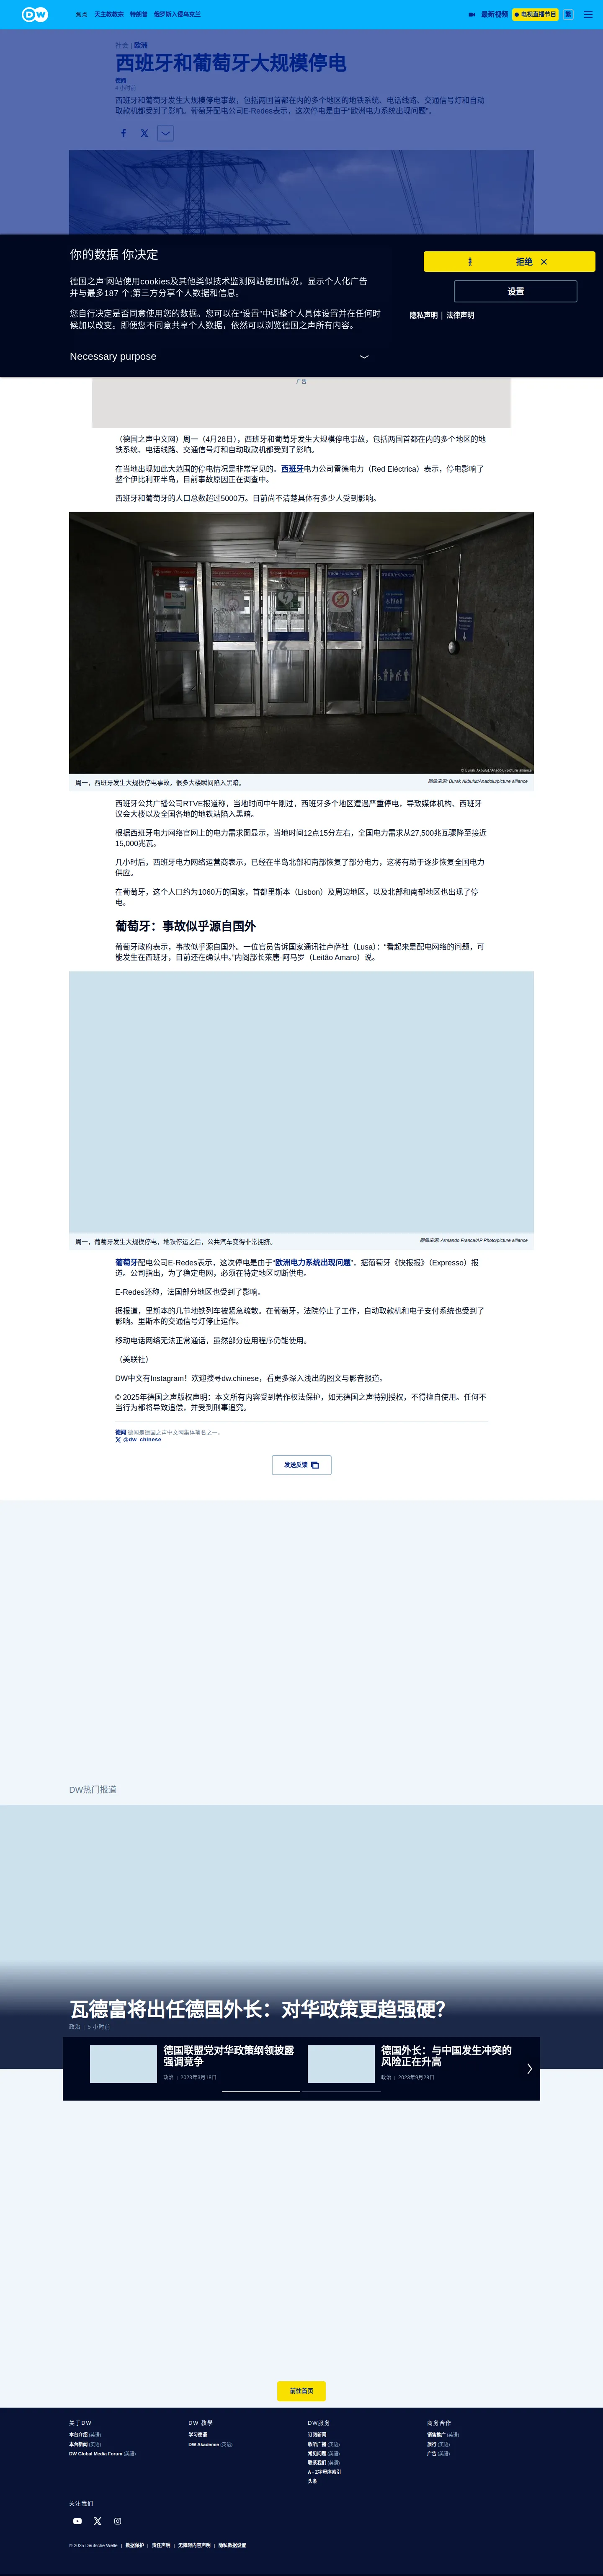 DW
焦点
天主教教宗
特朗普
俄罗斯入侵乌克兰
最新视频
电视直播节目
繁
社会 | 欧洲
西班牙和葡萄牙大规模停电
德闻
4 小时前
西班牙和葡萄牙发生大规模停电事故，包括两国首都在内的多个地区的地铁系统、电话线路、交通信号灯和自动
取款机都受到了影响。葡萄牙配电公司E-Redes表示，这次停电是由于“欧洲电力系统出现问题”。
你的数据 你决定
拒绝
德国之声`网站使用cookies及其他类似技术监测网站使用情况，显示个人化广告
并与最多187 个;第三方分享个人数据和信息。
设置
您自行决定是否同意使用您的数据。您可以在“设置”中调整个人具体设置并在任何时
候加以改变。即便您不同意共享个人数据，依然可以浏览德国之声所有内容。
隐私声明 | 法律声明
Necessary purpose
广告
（德国之声中文网）周一（4月28日），西班牙和葡萄牙发生大规模停电事故，包括两国首都在内的多个地区的地
铁系统、电话线路、交通信号灯和自动取款机都受到了影响。
在当地出现如此大范围的停电情况是非常罕见的。西班牙电力公司雷德电力（Red Eléctrica）表示，停电影响了
整个伊比利亚半岛，目前事故原因正在调查中。
西班牙和葡萄牙的人口总数超过5000万。目前尚不清楚具体有多少人受到影响。
© Burak Akbulut/Anadolu/picture alliance
周一，西班牙发生大规模停电事故，很多大楼瞬间陷入黑暗。
图像来源: Burak Akbulut/Anadolu/picture alliance
西班牙公共广播公司RTVE报道称，当地时间中午刚过，西班牙多个地区遭遇严重停电，导致媒体机构、西班牙
议会大楼以及全国各地的地铁站陷入黑暗。
根据西班牙电力网络官网上的电力需求图显示，当地时间12点15分左右，全国电力需求从27,500兆瓦骤降至接近
15,000兆瓦。
几小时后，西班牙电力网络运营商表示，已经在半岛北部和南部恢复了部分电力，这将有助于逐步恢复全国电力
供应。
在葡萄牙，这个人口约为1060万的国家，首都里斯本（Lisbon）及周边地区，以及北部和南部地区也出现了停
电。
葡萄牙：事故似乎源自国外
葡萄牙政府表示，事故似乎源自国外。一位官员告诉国家通讯社卢萨社（Lusa）：“看起来是配电网络的问题，可
能发生在西班牙，目前还在确认中。”内阁部长莱唐·阿马罗（Leitão Amaro）说。
周一，葡萄牙发生大规模停电，地铁停运之后，公共汽车变得非常拥挤。
图像来源: Armando Franca/AP Photo/picture alliance
葡萄牙配电公司E-Redes表示，这次停电是由于“欧洲电力系统出现问题”，据葡萄牙《快报报》（Expresso）报
道。公司指出，为了稳定电网，必须在特定地区切断供电。
E-Redes还称，法国部分地区也受到了影响。
据报道，里斯本的几节地铁列车被紧急疏散。在葡萄牙，法院停止了工作，自动取款机和电子支付系统也受到了
影响。里斯本的交通信号灯停止运作。
移动电话网络无法正常通话，虽然部分应用程序仍能使用。
（美联社）
DW中文有Instagram！欢迎搜寻dw.chinese，看更多深入浅出的图文与影音报道。
© 2025年德国之声版权声明：本文所有内容受到著作权法保护，如无德国之声特别授权，不得擅自使用。任何不
当行为都将导致追偿，并受到刑事追究。
德闻 德闻是德国之声中文网集体笔名之一。
@dw_chinese
发送反馈
DW热门报道
瓦德富将出任德国外长：对华政策更趋强硬？
政治 | 5 小时前
德国联盟党对华政策纲领披露
强调竞争
政治 | 2023年3月16日
德国外长：与中国发生冲突的
风险正在升高
政治 | 2023年9月28日
前往首页
关于DW
本台介绍 (英语)
本台新闻 (英语)
DW Global Media Forum (英语)
DW 教學
学习德语
DW Akademie (英语)
DW服务
订阅新闻
收听广播 (英语)
常见问题 (英语)
联系我们 (英语)
A - Z字母序索引
头条
商务合作
销售推广 (英语)
旅行 (英语)
广告 (英语)
关注我们
© 2025 Deutsche Welle | 数据保护 | 责任声明 | 无障碍内容声明 | 隐私数据设置